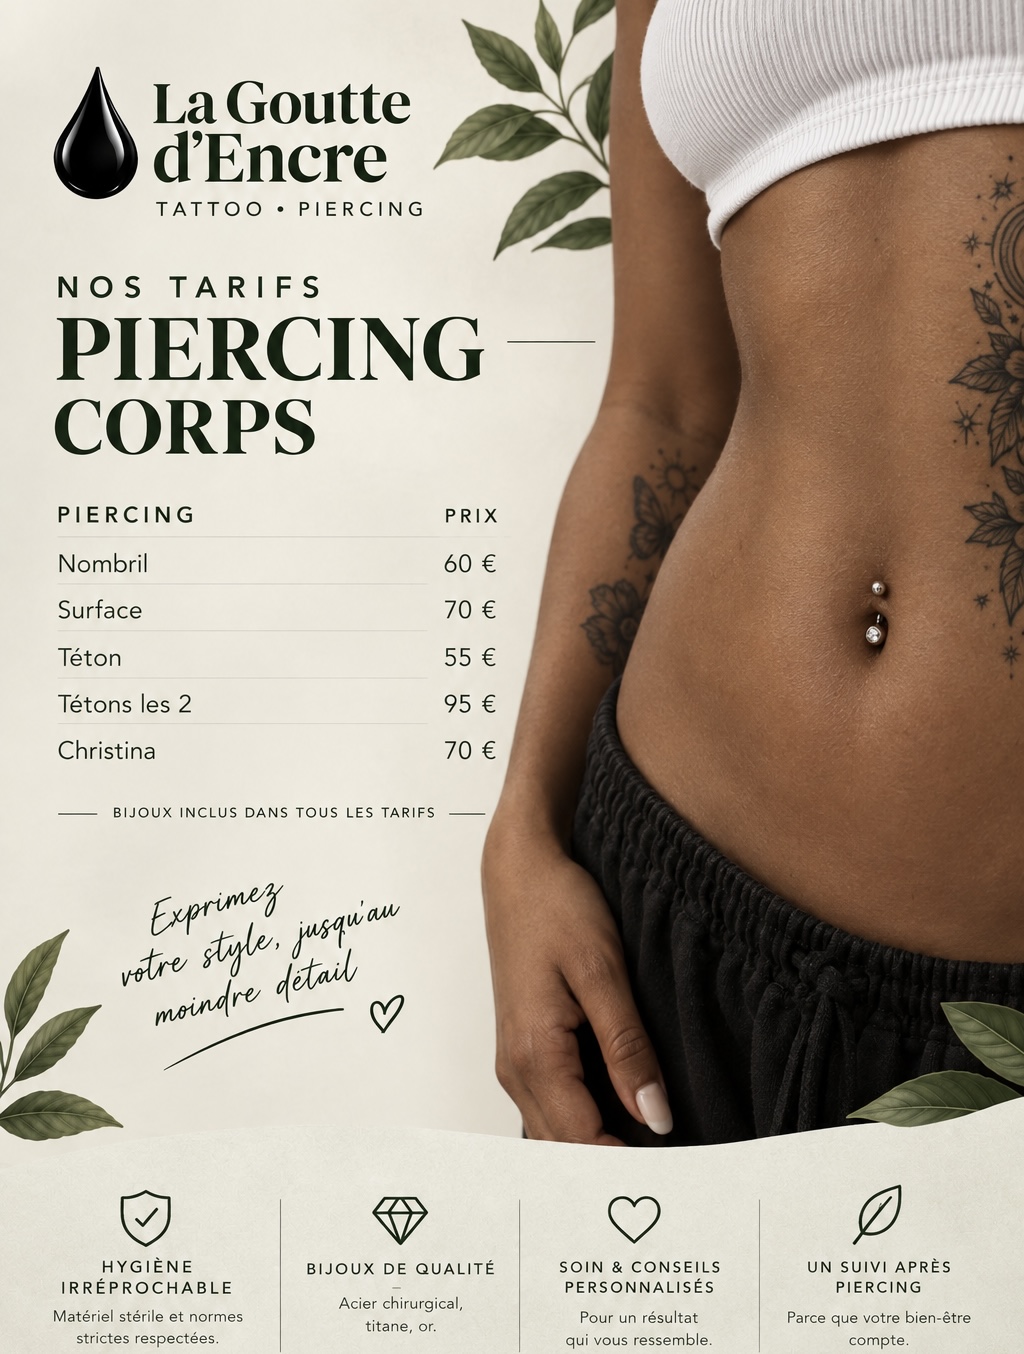 La Goutte
d'Encre
TATTOO • PIERCING
NOS TARIFS
PIERCING
CORPS
PIERCING PRIX
Nombril 60 €
Surface 70 €
Téton 55 €
Tétons les 2 95 €
Christina 70 €
BIJOUX INCLUS DANS TOUS LES TARIFS
Exprimez
votre style, jusqu'au
moindre détail
HYGIÈNE
IRRÉPROCHABLE
Matériel stérile et normes
strictes respectées.
BIJOUX DE QUALITÉ
Acier chirurgical,
titane, or.
SOIN & CONSEILS
PERSONNALISÉS
Pour un résultat
qui vous ressemble.
UN SUIVI APRÈS
PIERCING
Parce que votre bien-être
compte.